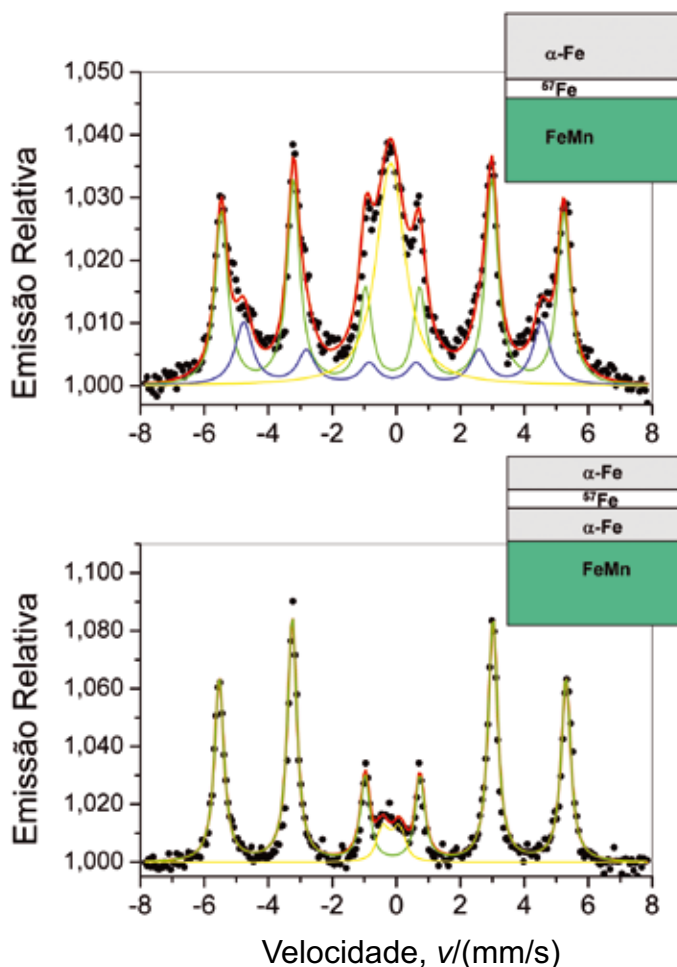 α-Fe
⁵⁷Fe
FeMn
Emissão Relativa
1,050
1,040
1,030
1,020
1,010
1,000
-8 -6 -4 -2 0 2 4 6 8
α-Fe
⁵⁷Fe
α-Fe
FeMn
Emissão Relativa
1,100
1,080
1,060
1,040
1,020
1,000
-8 -6 -4 -2 0 2 4 6 8
Velocidade, v/(mm/s)